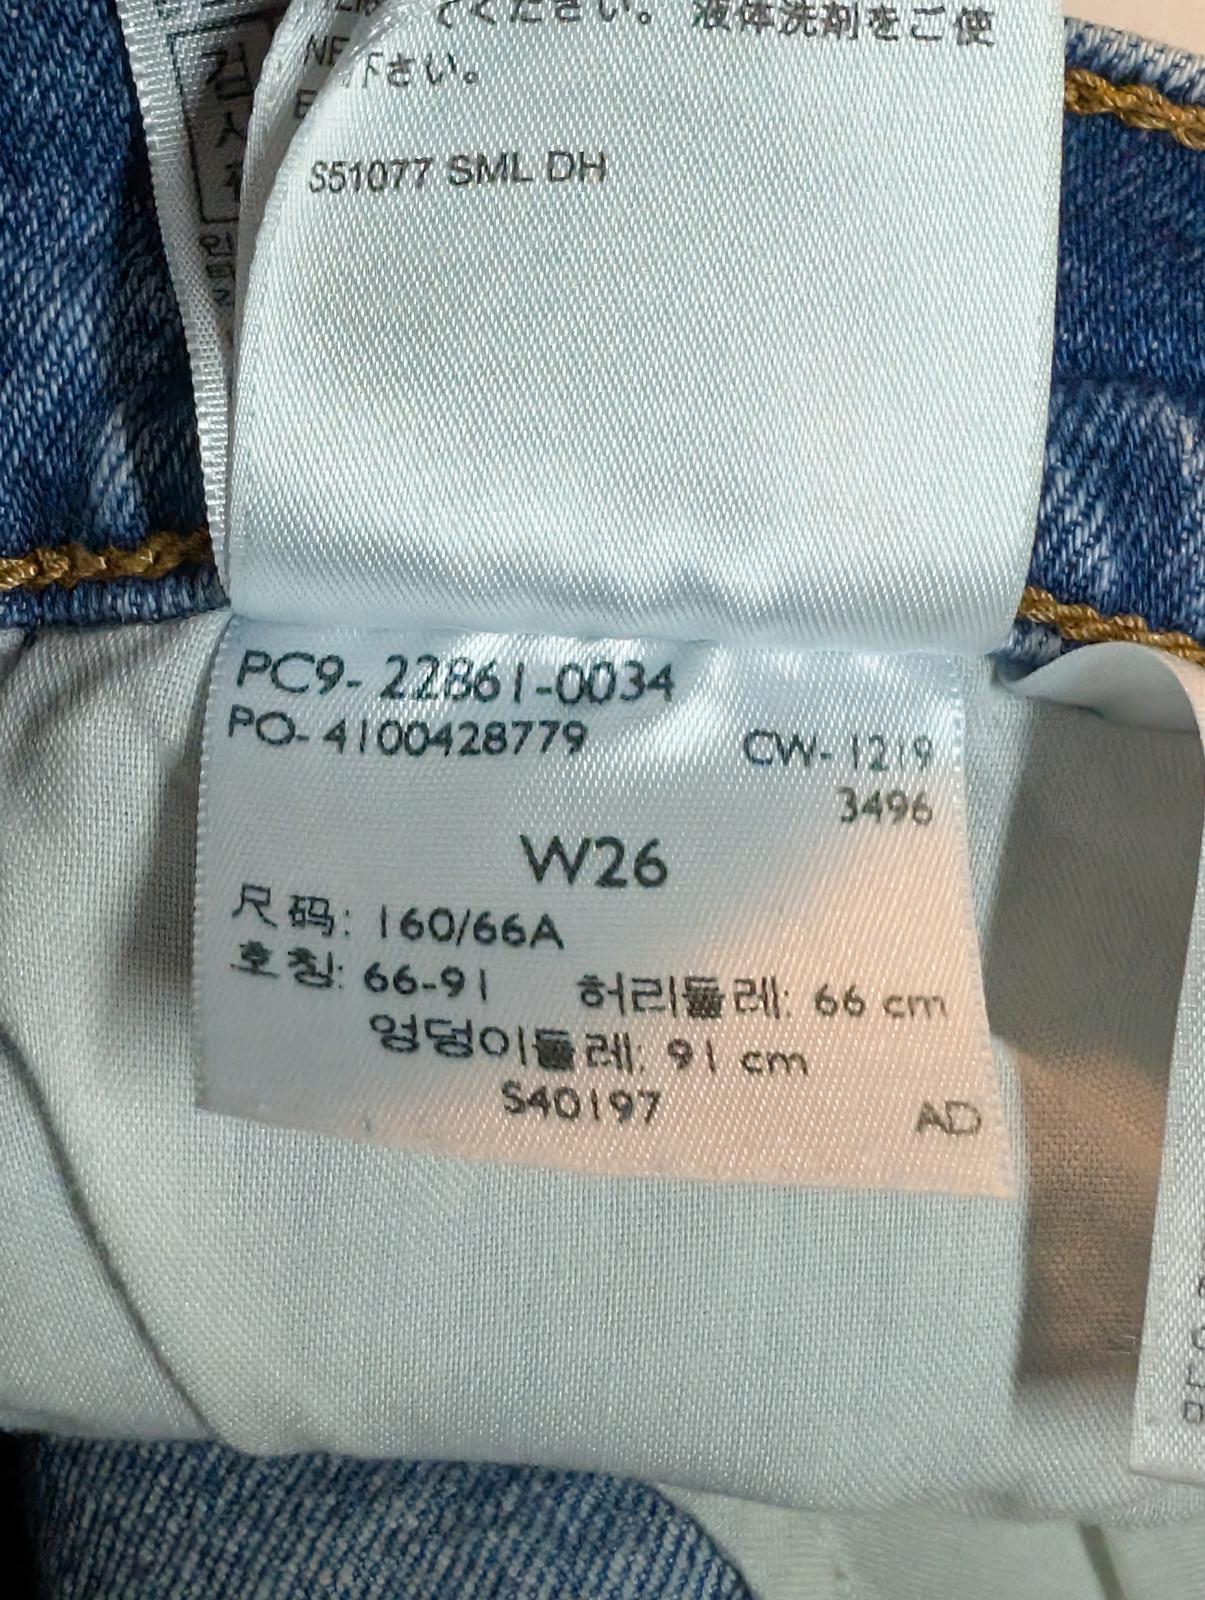 てください。液体洗剤をご使
下さい。
S51077 SML DH
PC9-22861-0034
PO-4100428779 CW-1219
3496
W26
尺码: 160/66A
호칭: 66-91 허리둘레: 66 cm
엉덩이둘레: 91 cm
S40197 AD